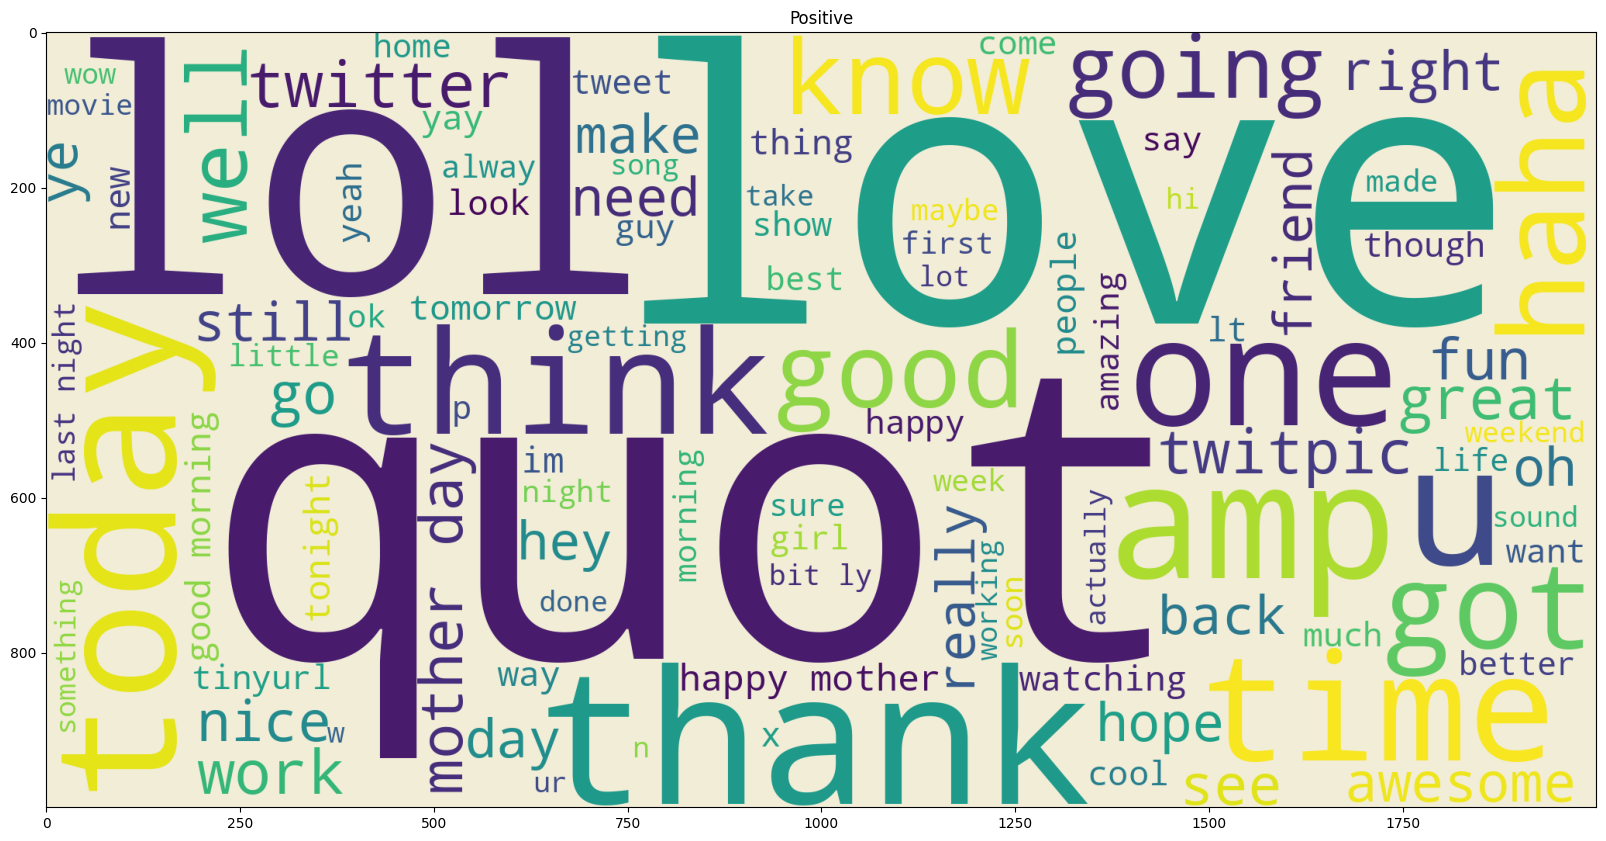 Positive
0
200
400
600
800
0
250
500
750
1000
1250
1500
1750
wow
home
come
going
right
haha
movie
twitter
lol
tweet
love
know
ye
well
yay
make
thing
say
friend
new
yeah
alway
look
song
need
guy
take
show
best
maybe
first
lot
hi
made
though
people
amazing
lt
last night
today
still
ok
tomorrow
getting
think
good
one
fun
great
little
go
p
happy
weekend
good morning
mother day
quot
im
night
morning
week
twitpic
life
oh
tonight
hey
sure
girl
bit ly
done
really
working
soon
actually
amp
u
sound
want
something
back
much
got
better
tinyurl
way
happy mother
watching
time
nice
w
day
thank
n
x
hope
work
ur
cool
see
awesome